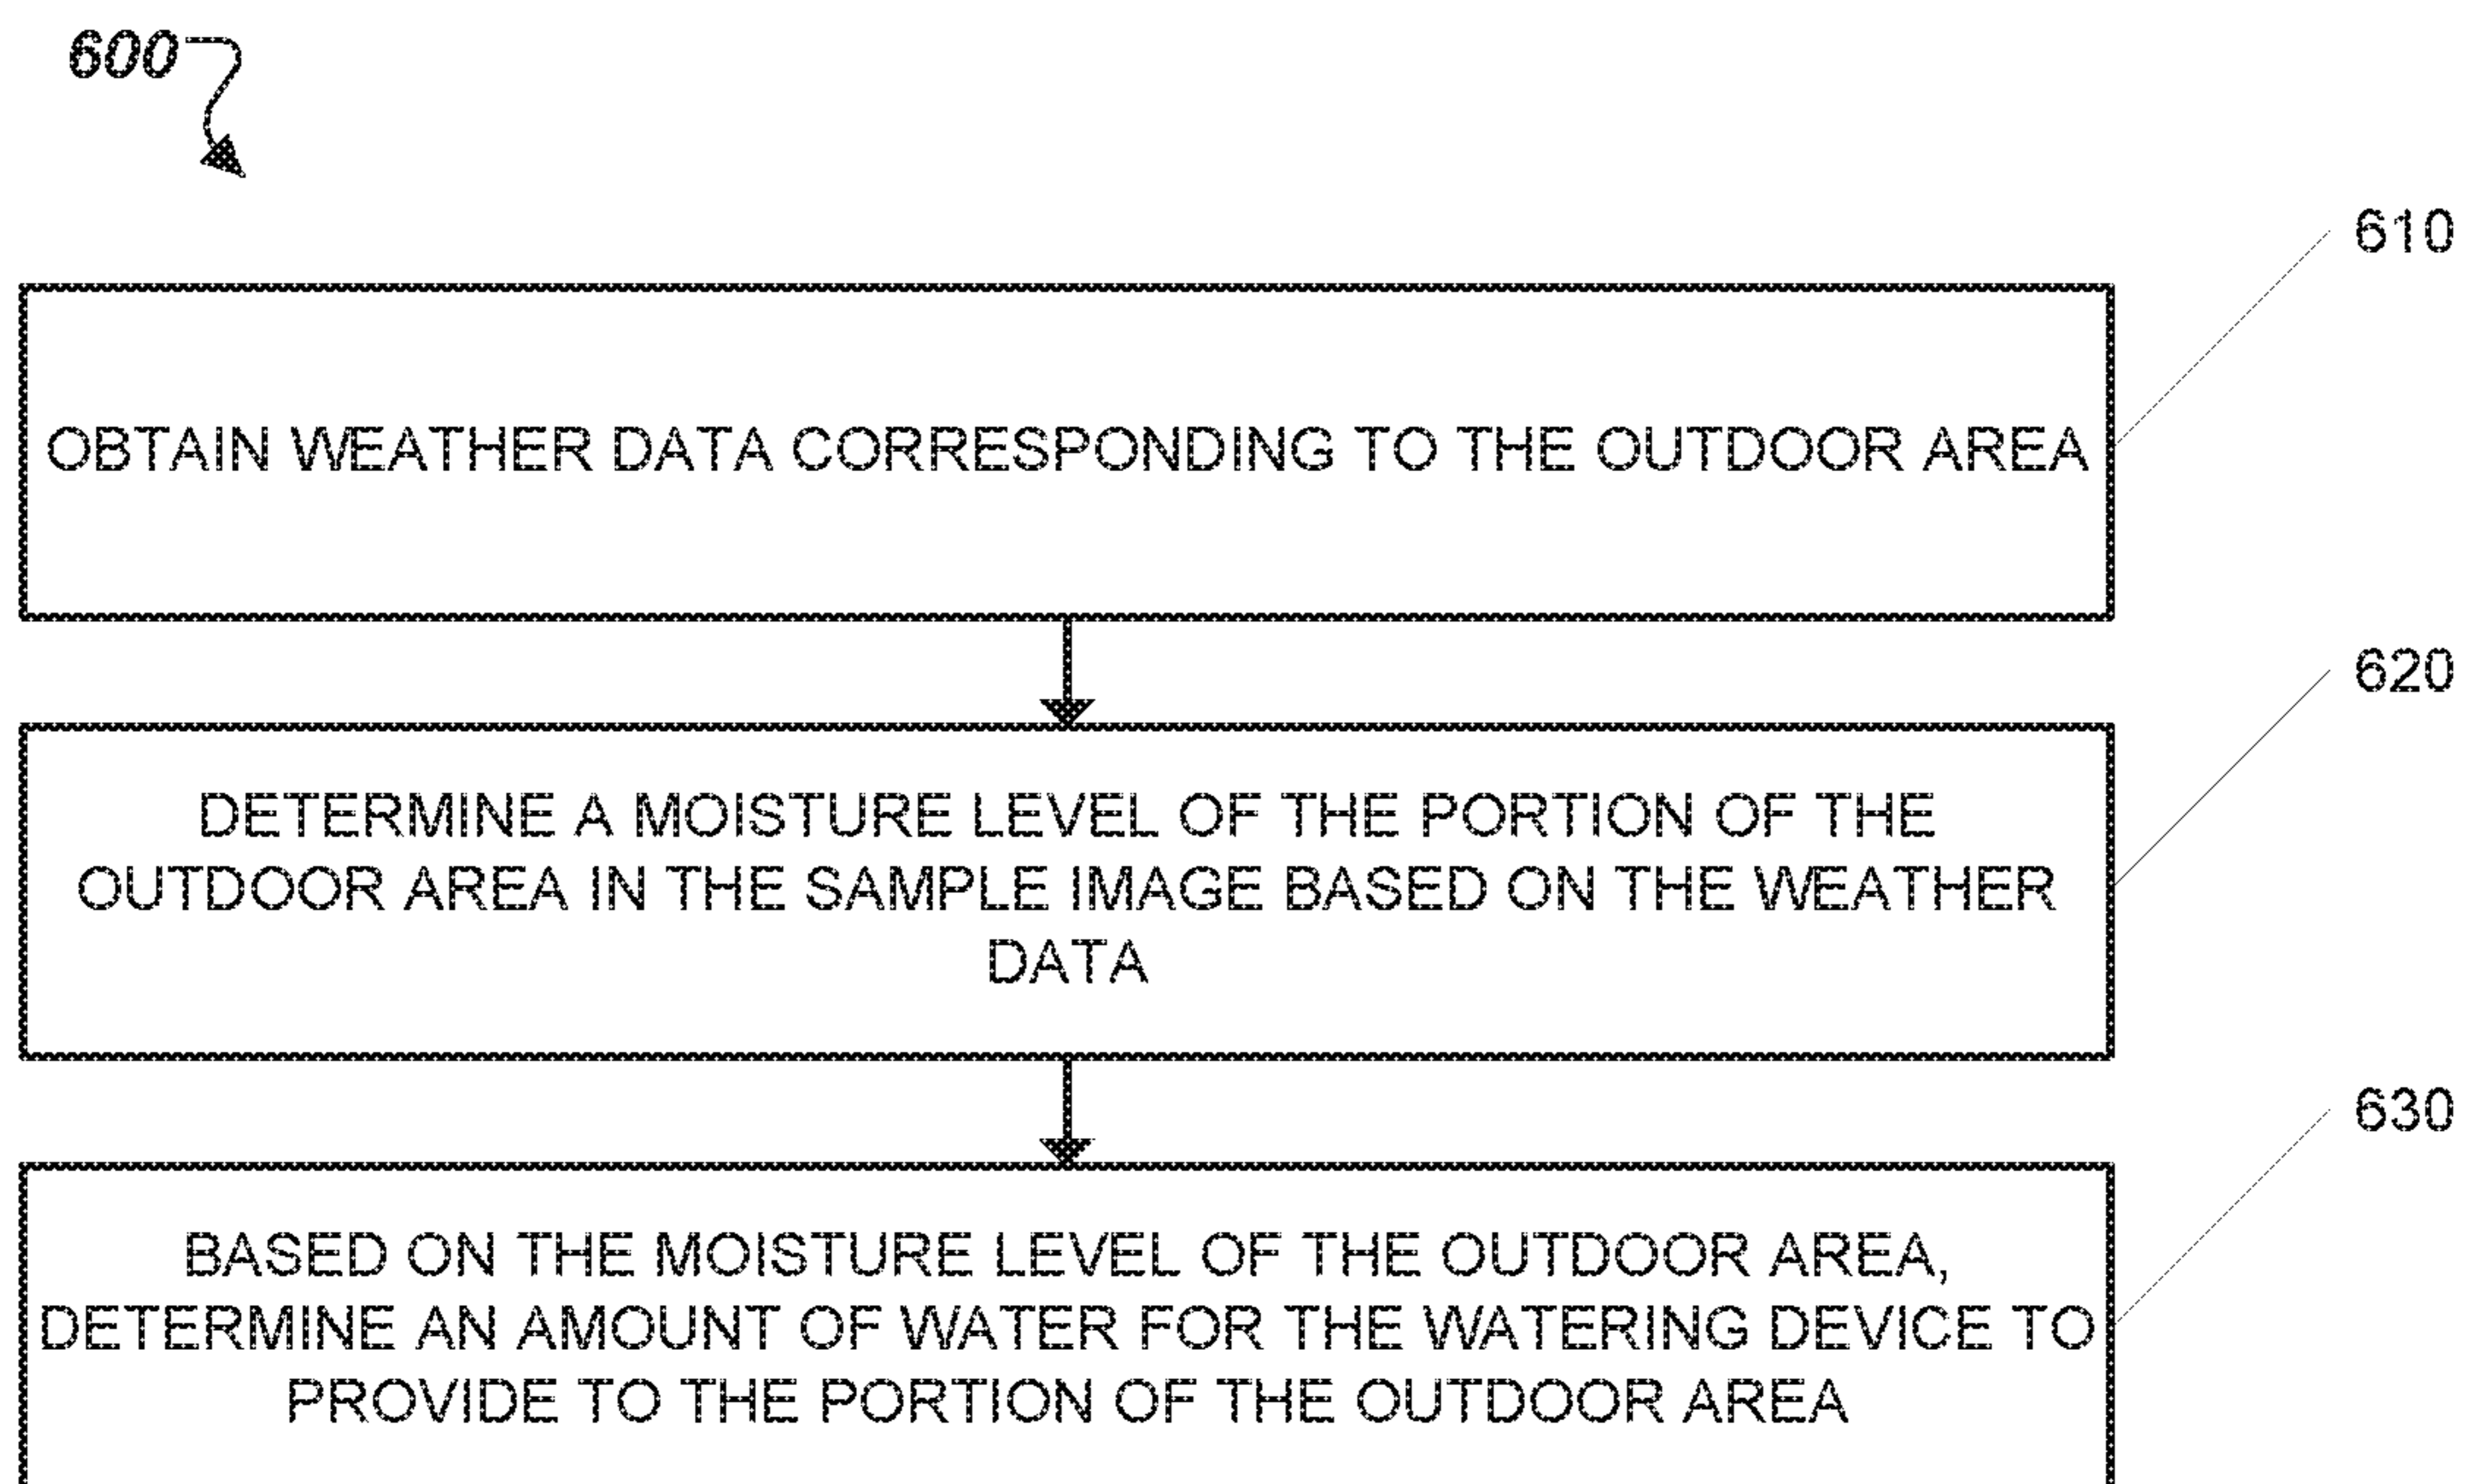 600
610
OBTAIN WEATHER DATA CORRESPONDING TO THE OUTDOOR AREA
620
DETERMINE A MOISTURE LEVEL OF THE PORTION OF THE
OUTDOOR AREA IN THE SAMPLE IMAGE BASED ON THE WEATHER
DATA
630
BASED ON THE MOISTURE LEVEL OF THE OUTDOOR AREA,
DETERMINE AN AMOUNT OF WATER FOR THE WATERING DEVICE TO
PROVIDE TO THE PORTION OF THE OUTDOOR AREA